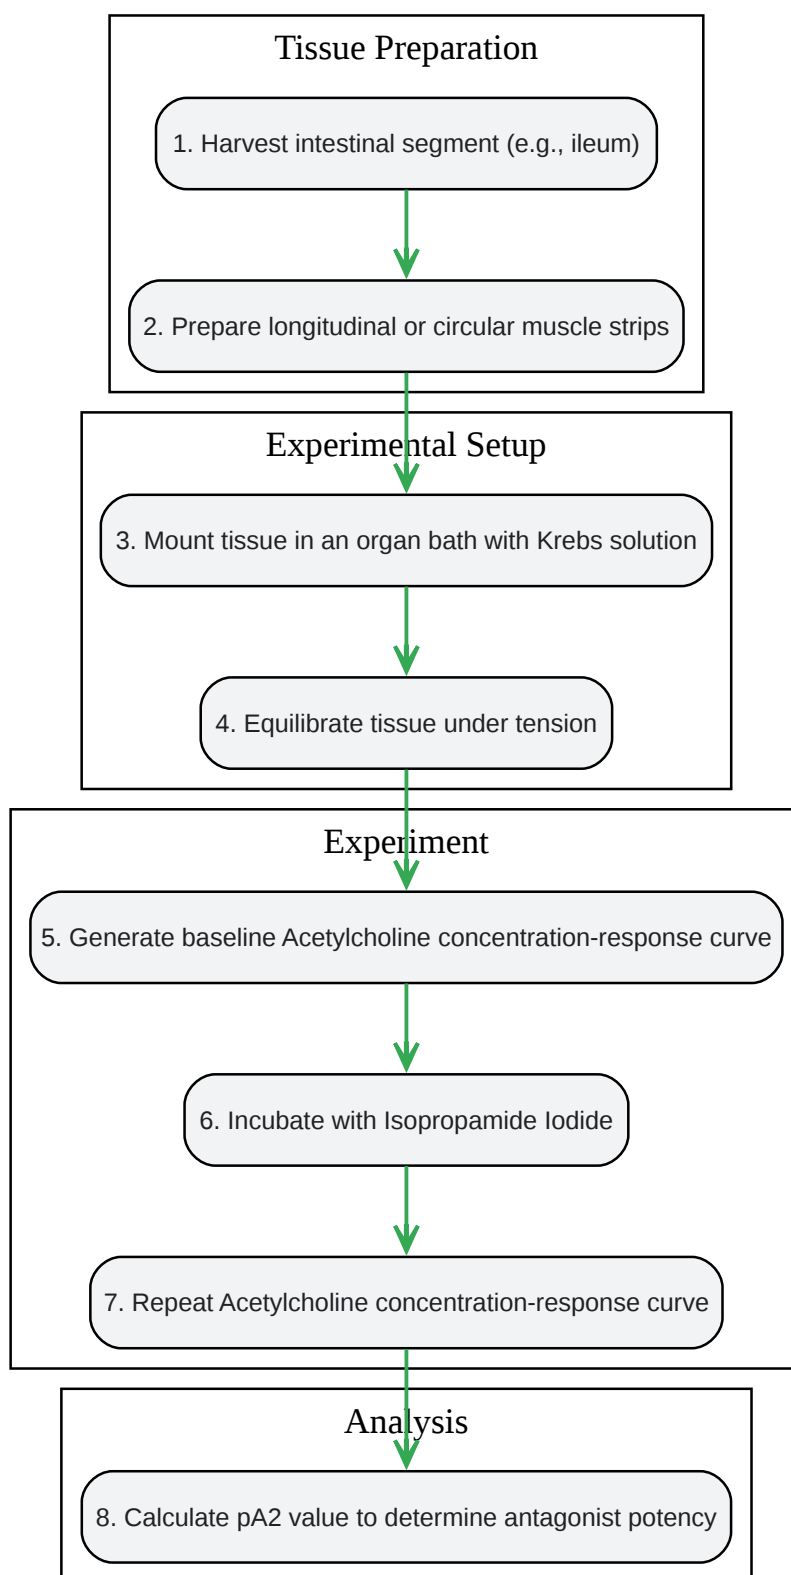 Tissue Preparation
1. Harvest intestinal segment (e.g., ileum)
2. Prepare longitudinal or circular muscle strips
Experimental Setup
3. Mount tissue in an organ bath with Krebs solution
4. Equilibrate tissue under tension
Experiment
5. Generate baseline Acetylcholine concentration-response curve
6. Incubate with Isopropamide Iodide
7. Repeat Acetylcholine concentration-response curve
Analysis
8. Calculate pA2 value to determine antagonist potency